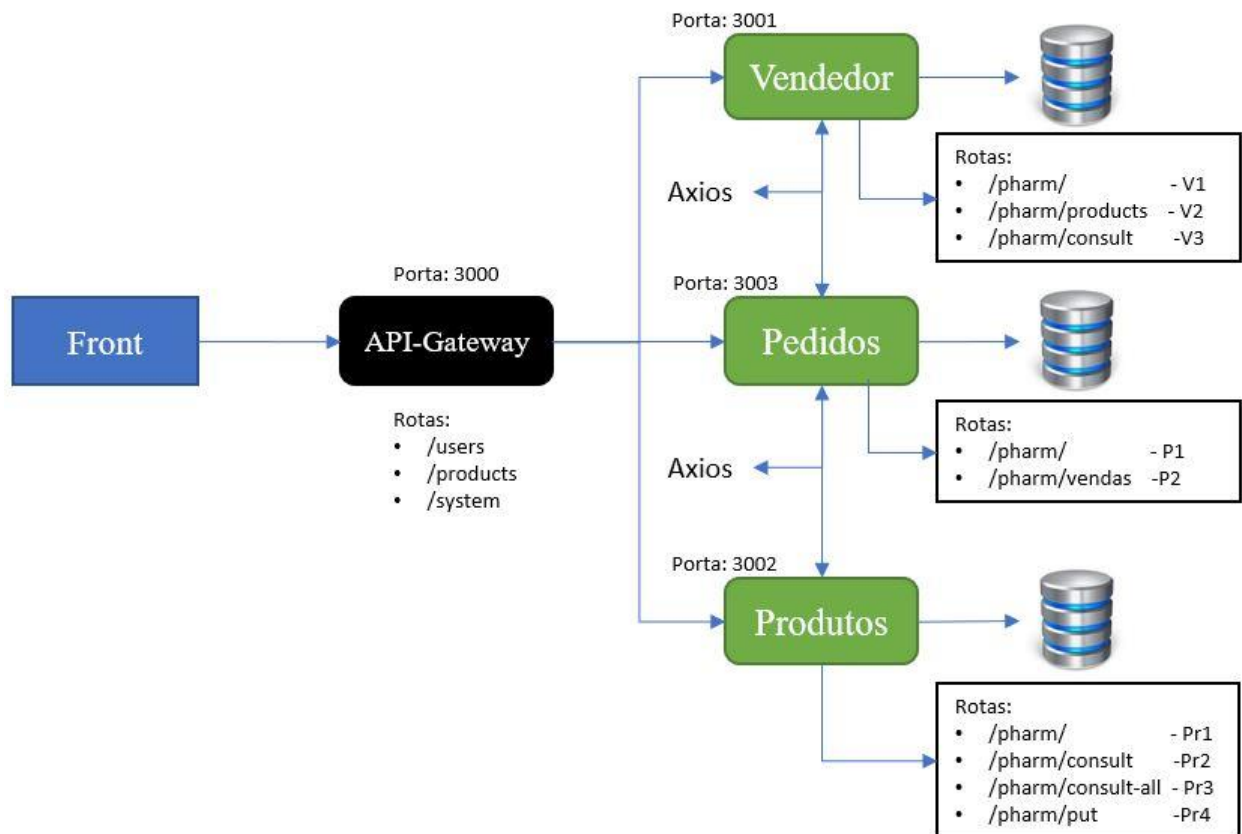 Porta: 3001
Vendedor
Rotas:
• /pharm/ - V1
• /pharm/products - V2
• /pharm/consult -V3
Axios
Porta: 3000
Front
API-Gateway
Rotas:
• /users
• /products
• /system
Porta: 3003
Pedidos
Rotas:
• /pharm/ - P1
• /pharm/vendas -P2
Axios
Porta: 3002
Produtos
Rotas:
• /pharm/ - Pr1
• /pharm/consult -Pr2
• /pharm/consult-all - Pr3
• /pharm/put -Pr4